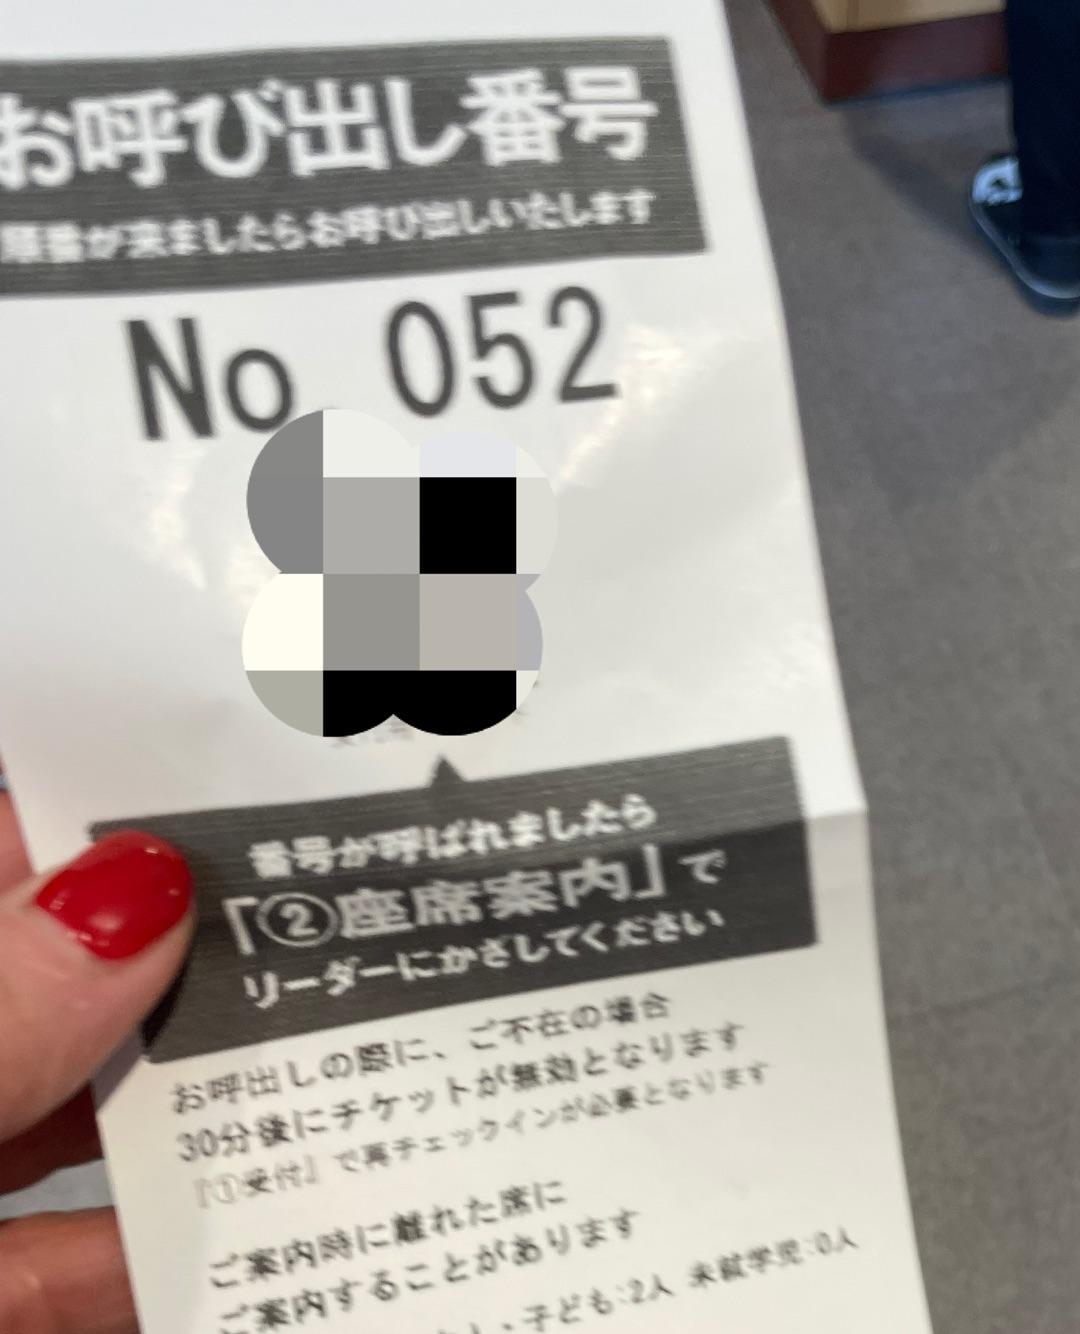 お呼び出し番号
順番が来ましたらお呼び出しいたします
No 052
番号が呼ばれましたら
「②座席案内」で
リーダーにかざしてください
お呼出しの際に、ご不在の場合
30分後にチケットが無効となります
『①受付』で再チェックインが必要となります
ご案内時に離れた席に
ご案内することがあります
・子ども:2人 未就学児:0人